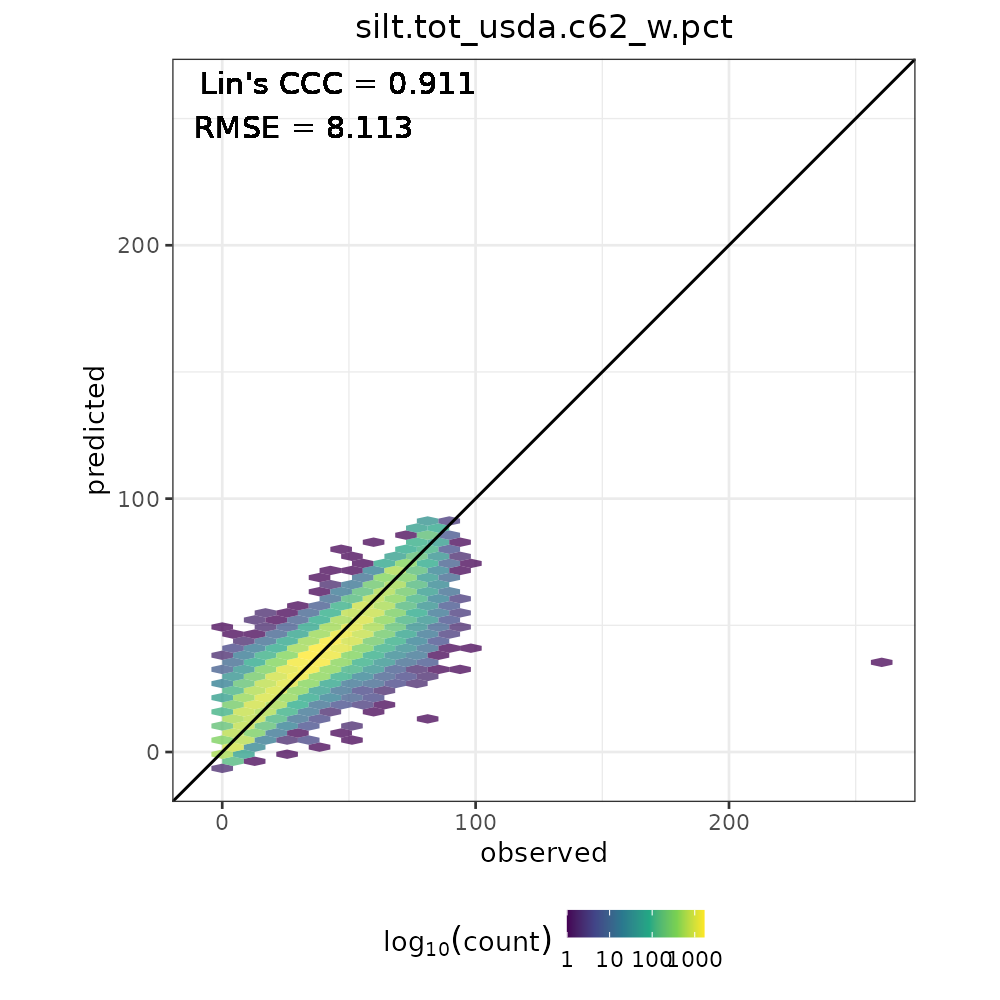 silt.tot_usda.c62_w.pct
Lin's CCC = 0.911
RMSE = 8.113
200
100
0
predicted
0 100 200
observed
log10(count)
1 10 100 1000